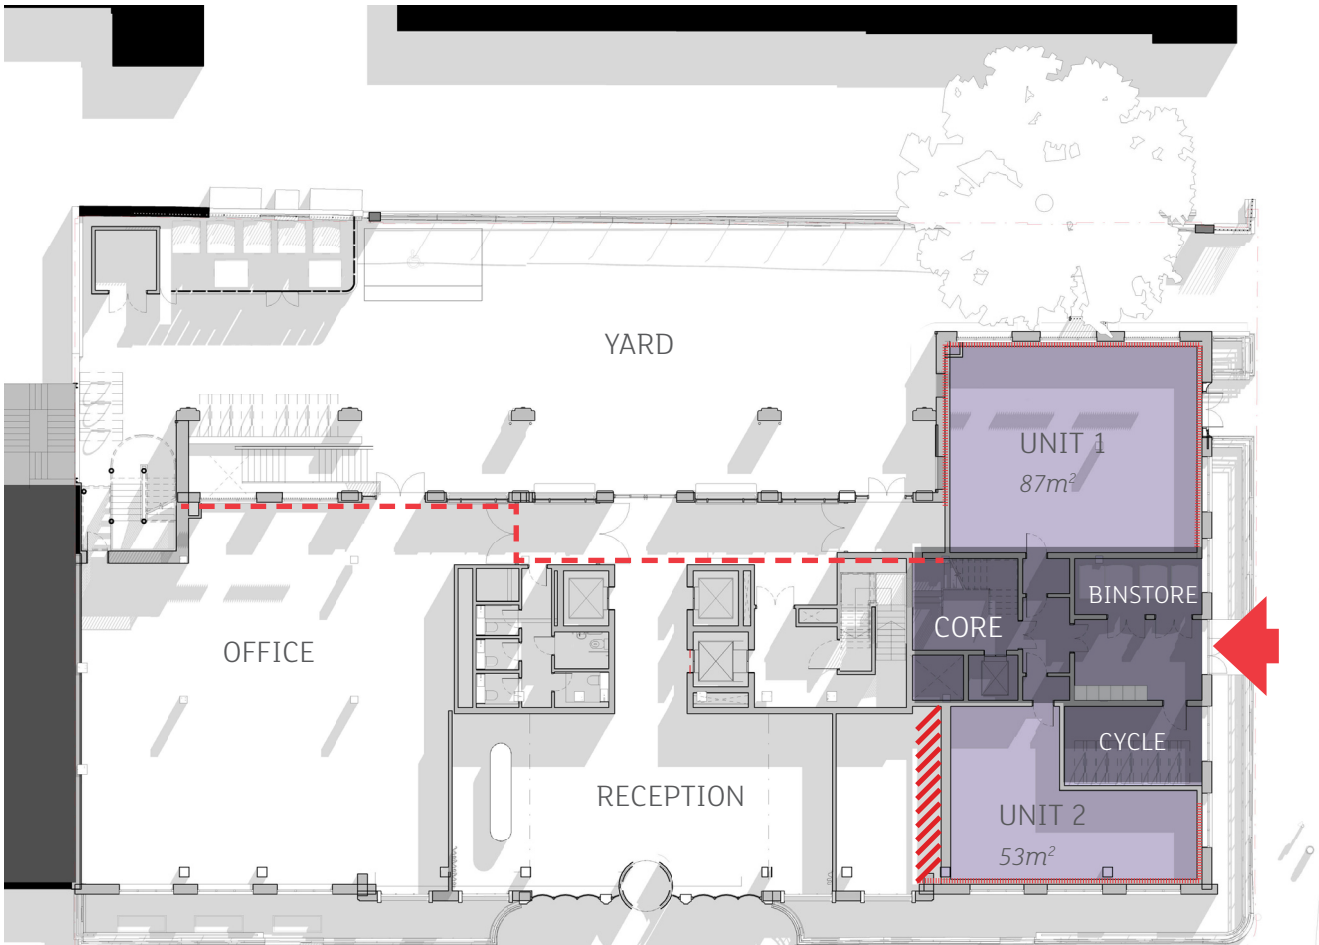 YARD
UNIT 1
87m²
BINSTORE
CORE
OFFICE
CYCLE
RECEPTION
UNIT 2
53m²